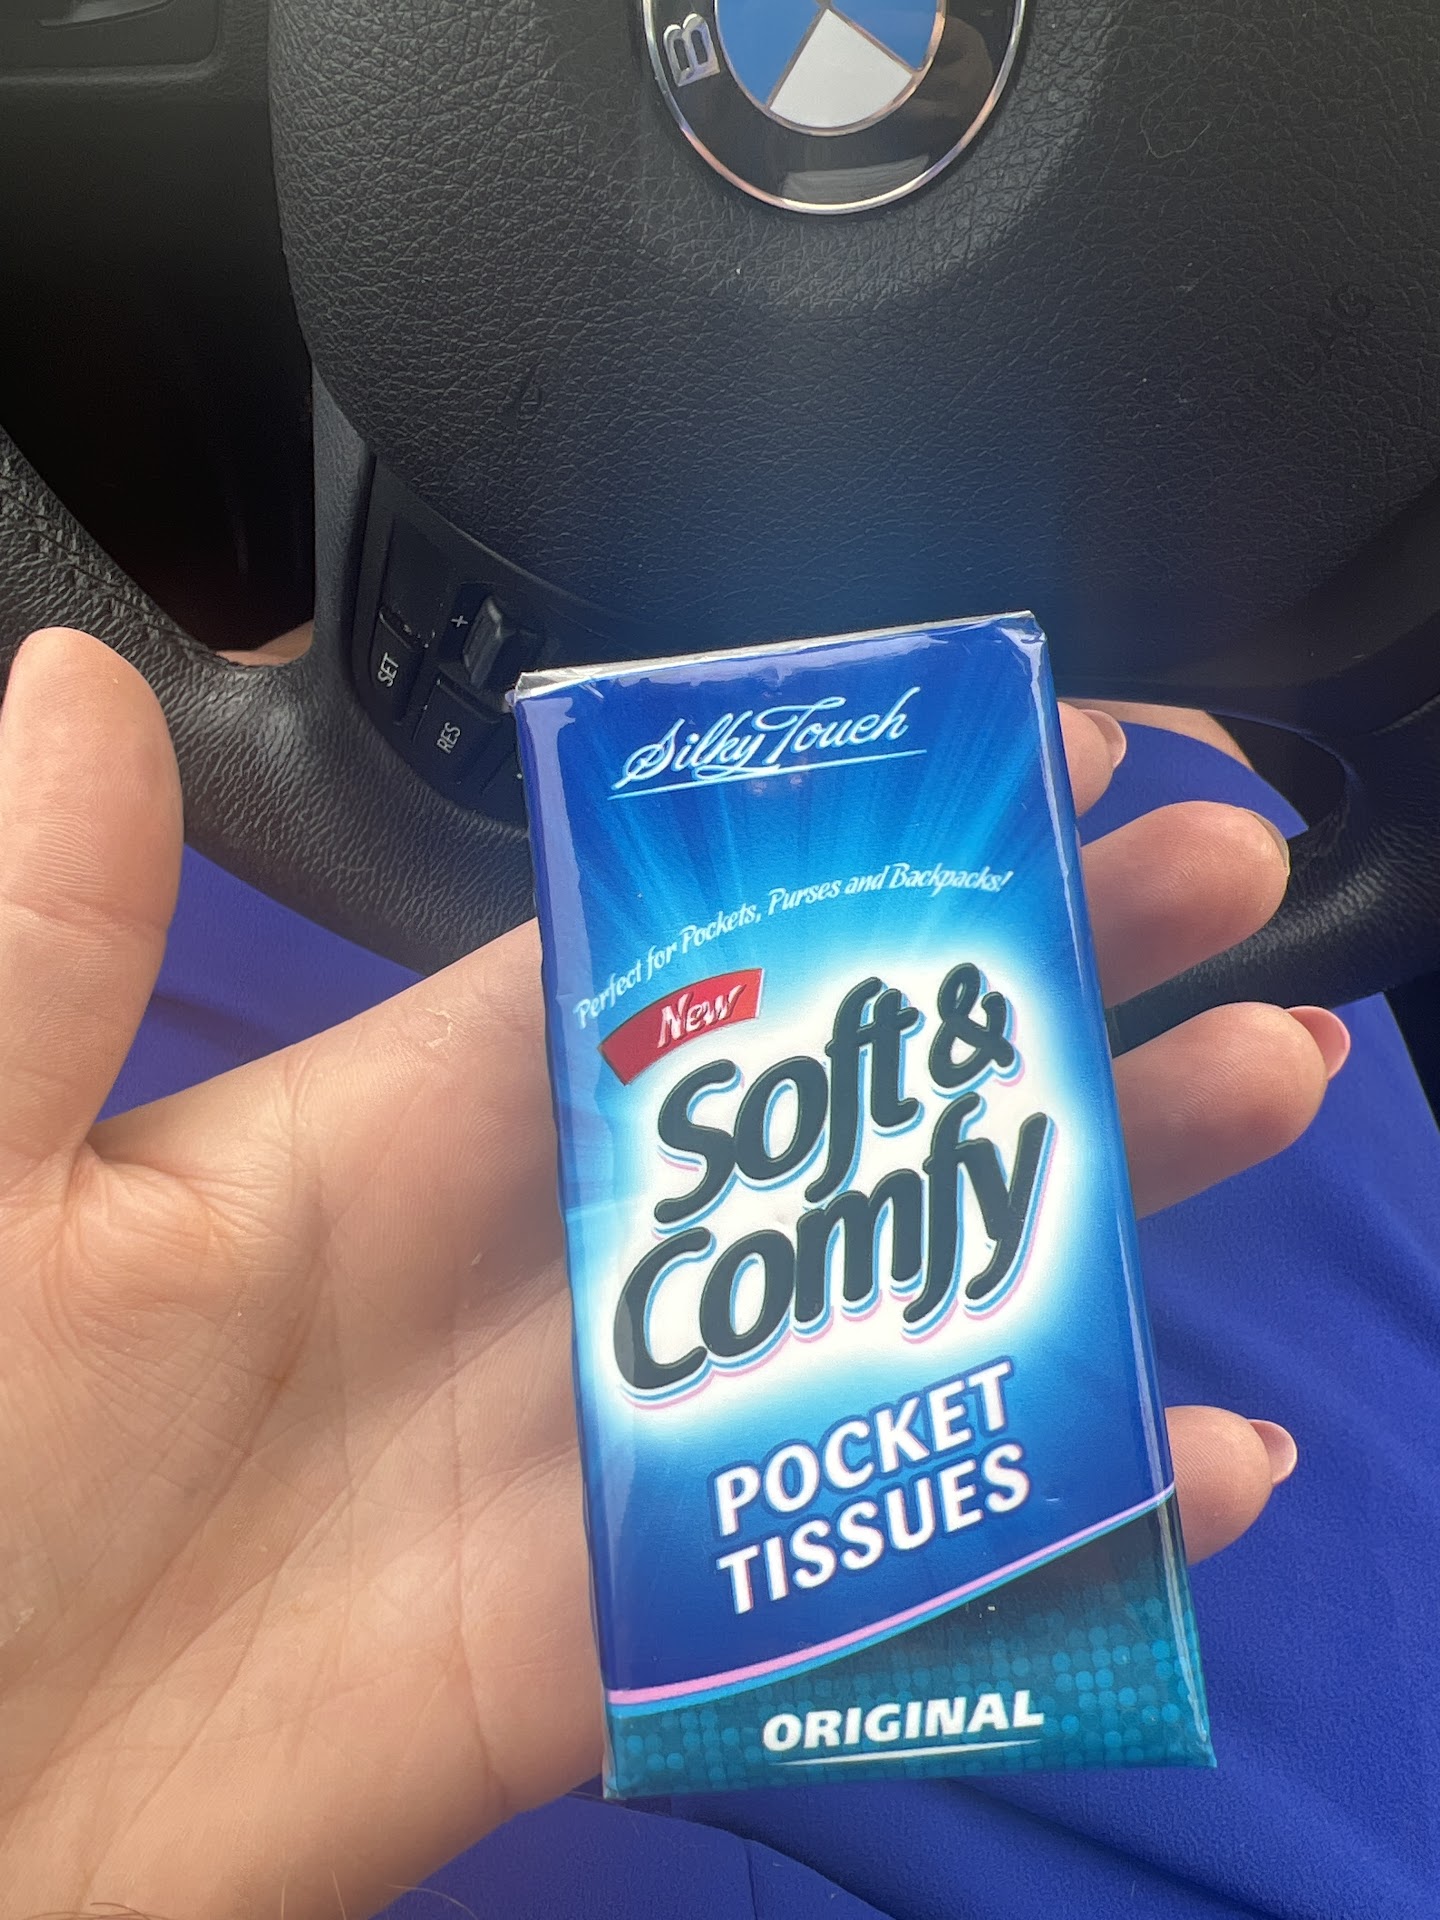 B
+
SET
RES
Silky Touch
Perfect for Pockets, Purses and Backpacks!
New
Soft &
Comfy
POCKET
TISSUES
ORIGINAL